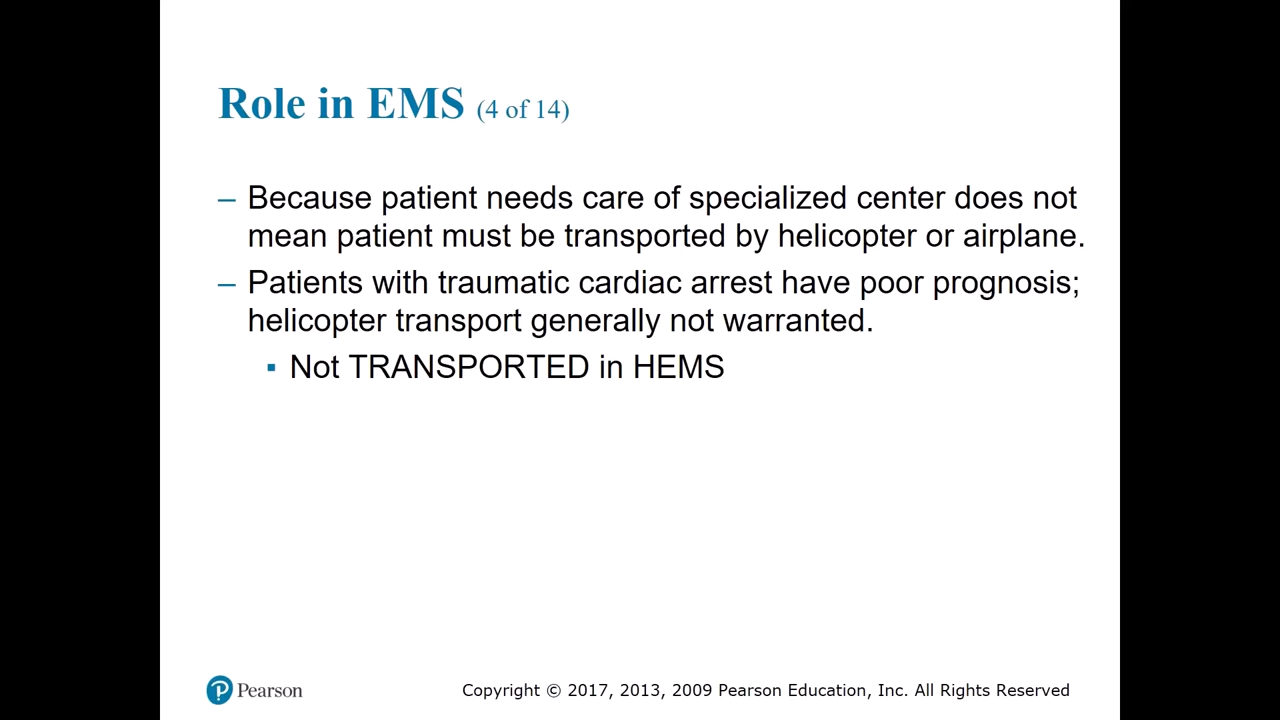 Role in EMS (4 of 14)
– Because patient needs care of specialized center does not
mean patient must be transported by helicopter or airplane.
– Patients with traumatic cardiac arrest have poor prognosis;
helicopter transport generally not warranted.
▪ Not TRANSPORTED in HEMS
Pearson
Copyright © 2017, 2013, 2009 Pearson Education, Inc. All Rights Reserved